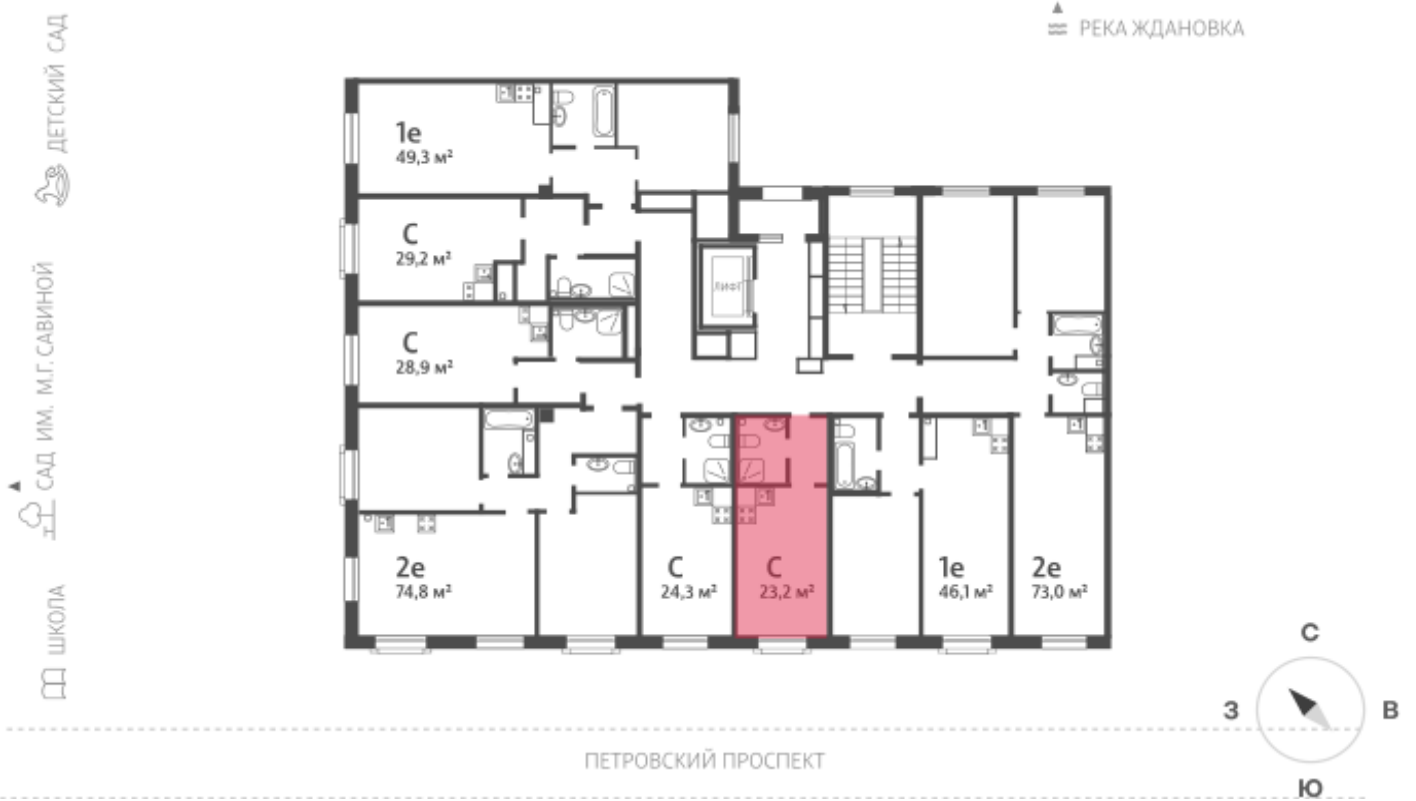 РЕКА ЖДАНОВКА
ДЕТСКИЙ САД
САД ИМ. М.Г. САВИНОЙ
ШКОЛА
1е
49,3 м²
С
29,2 м²
ЛИФТ
С
28,9 м²
2е
74,8 м²
С
24,3 м²
С
23,2 м²
1е
46,1 м²
2е
73,0 м²
С
З
В
Ю
ПЕТРОВСКИЙ ПРОСПЕКТ